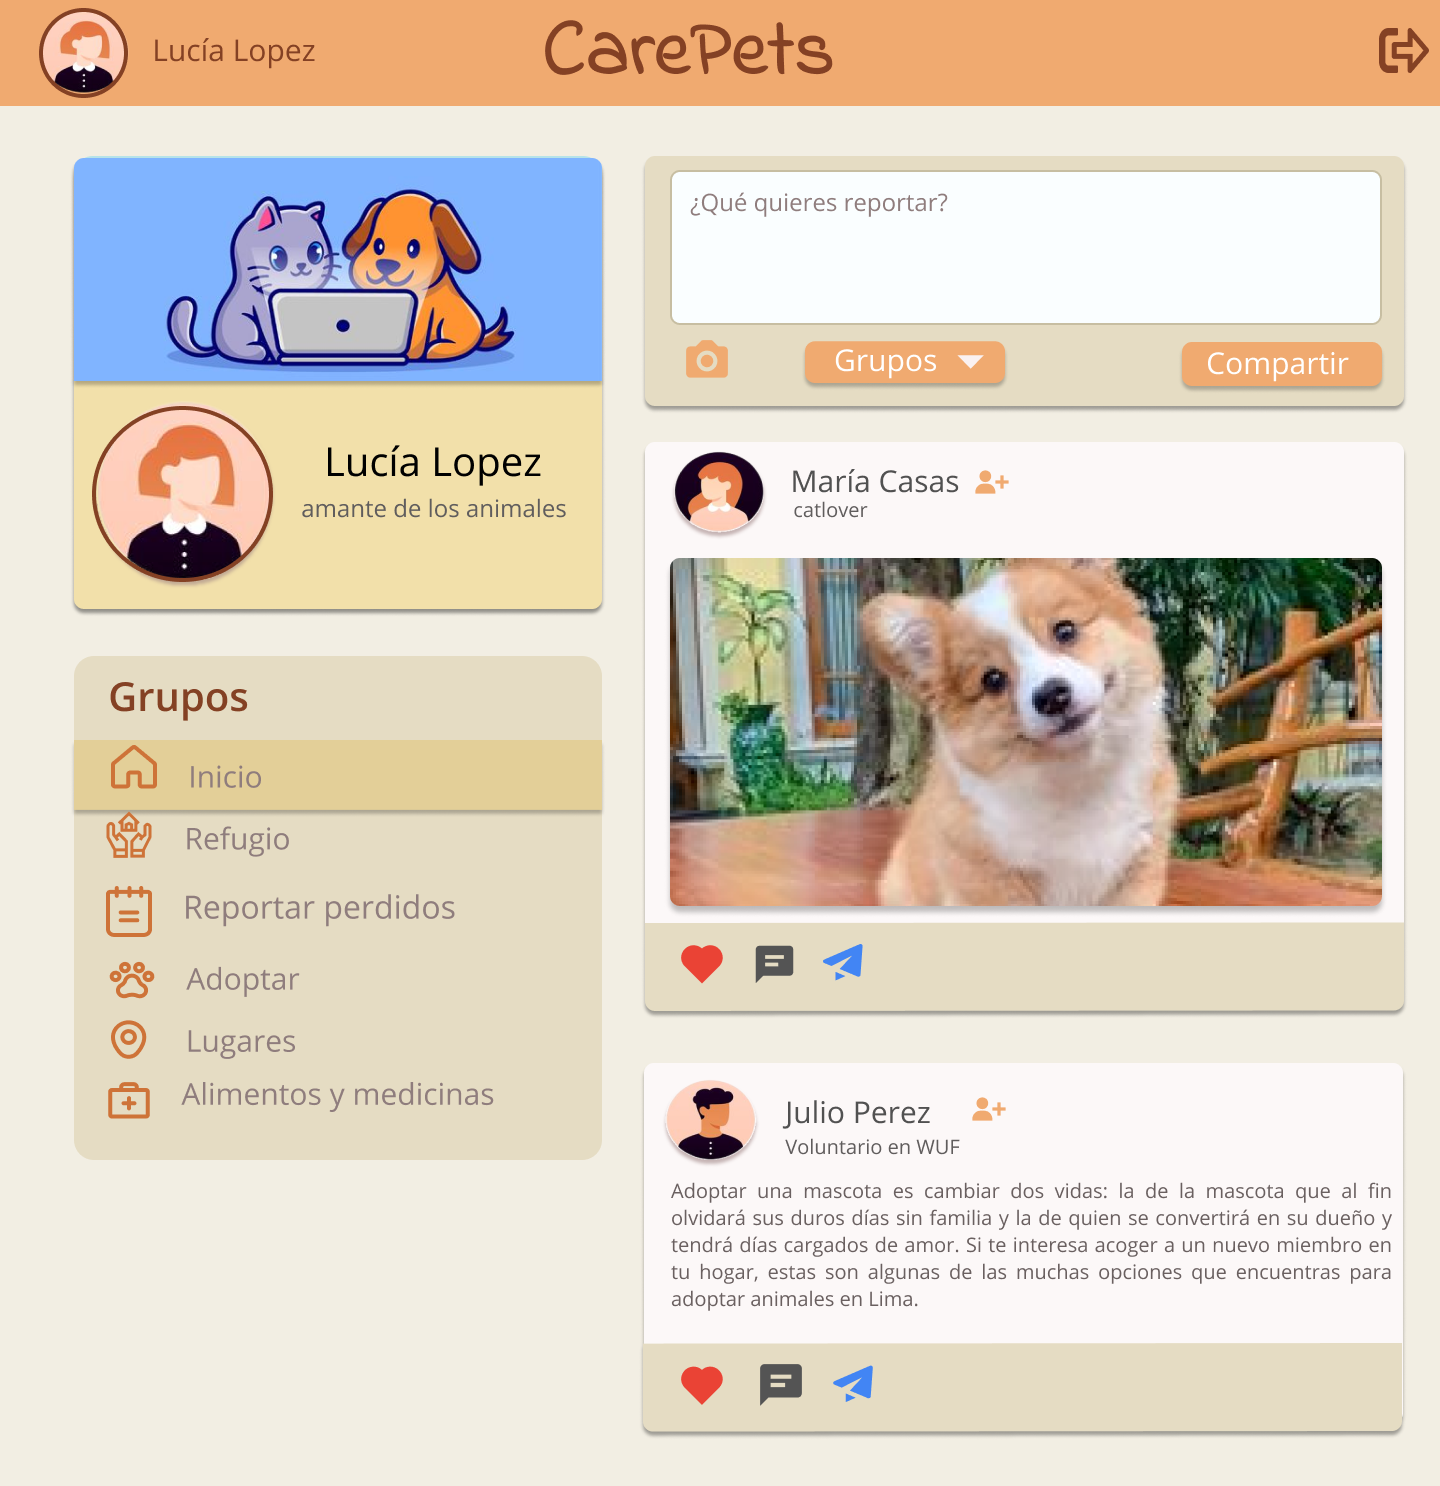 Lucía Lopez
CarePets
Lucía Lopez
amante de los animales
Grupos
Inicio
Refugio
Reportar perdidos
Adoptar
Lugares
Alimentos y medicinas
¿Qué quieres reportar?
Grupos
Compartir
María Casas
catlover
Julio Perez
Voluntario en WUF
Adoptar una mascota es cambiar dos vidas: la de la mascota que al fin
olvidará sus duros días sin familia y la de quien se convertirá en su dueño y
tendrá días cargados de amor. Si te interesa acoger a un nuevo miembro en
tu hogar, estas son algunas de las muchas opciones que encuentras para
adoptar animales en Lima.